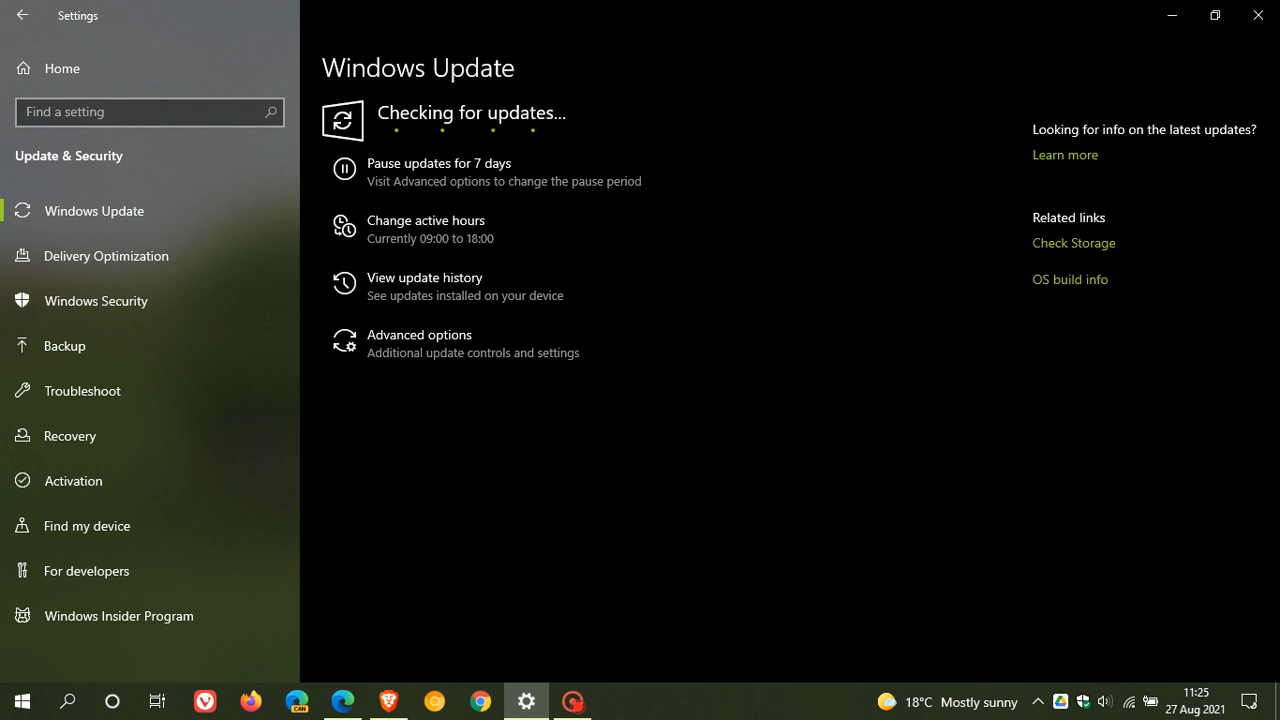 Settings
Home
Find a setting
Update & Security
Windows Update
Delivery Optimization
Windows Security
Backup
Troubleshoot
Recovery
Activation
Find my device
For developers
Windows Insider Program
Windows Update
Checking for updates...
Pause updates for 7 days
Visit Advanced options to change the pause period
Change active hours
Currently 09:00 to 18:00
View update history
See updates installed on your device
Advanced options
Additional update controls and settings
Looking for info on the latest updates?
Learn more
Related links
Check Storage
OS build info
CAN
18°C Mostly sunny
11:25
27 Aug 2021